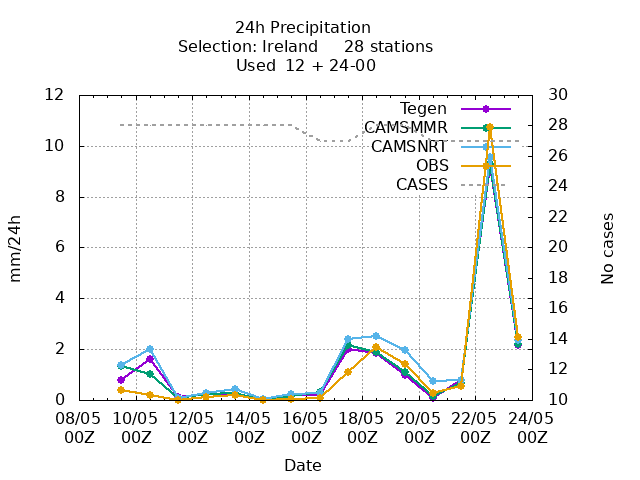 24h Precipitation
Selection: Ireland 28 stations
Used 12 + 24-00
mm/24h
No cases
12
10
8
6
4
2
0
30
28
26
24
22
20
18
16
14
12
10
Tegen
CAMSMMR
CAMSNRT
OBS
CASES
08/05 10/05 12/05 14/05 16/05 18/05 20/05 22/05 24/05
00Z 00Z 00Z 00Z 00Z 00Z 00Z 00Z 00Z
Date